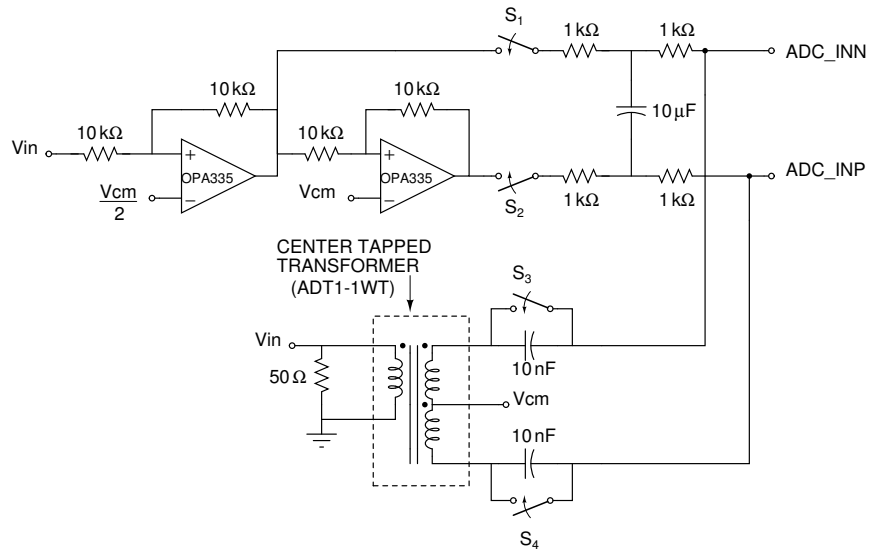 S1
1 kΩ
1 kΩ
ADC_INN
10 kΩ
10 kΩ
10 μF
10 kΩ
10 kΩ
Vin
+
OPA335
−
+
OPA335
−
Vcm
2
Vcm
S2
1 kΩ
1 kΩ
ADC_INP
CENTER TAPPED
TRANSFORMER
(ADT1-1WT)
S3
Vin
10 nF
50 Ω
Vcm
10 nF
S4